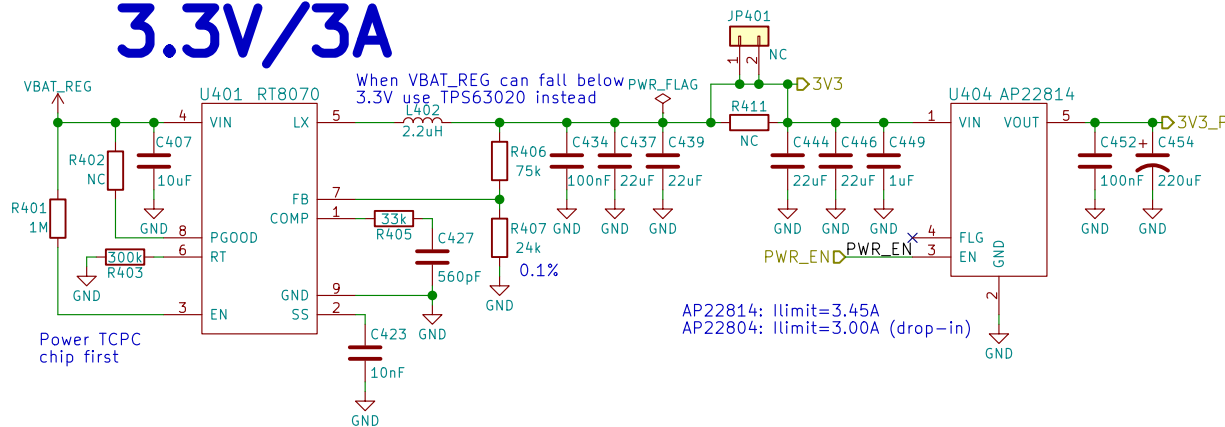 3.3V/3A
JP401
1
2
NC
VBAT_REG
When VBAT_REG can fall below
3.3V use TPS63020 instead
PWR_FLAG
3V3
U401
RT8070
L402
2.2uH
R411
NC
U404
AP22814
4
VIN
LX
5
1
VIN
VOUT
5
3V3_P
R402
NC
C407
10uF
R406
75k
C434
100nF
C437
22uF
C439
22uF
C444
22uF
C446
22uF
C449
1uF
C452
100nF
C454
220uF
+
R401
1M
GND
FB
7
COMP
1
33k
R405
C427
560pF
R407
24k
0.1%
GND
GND
GND
GND
GND
GND
GND
GND
8
PGOOD
6
RT
300k
R403
GND
4
FLG
3
EN
GND
PWR_EN
PWR_EN
2
GND
GND
9
GND
GND
3
EN
SS
2
C423
10nF
GND
Power TCPC
chip first
AP22814: Ilimit=3.45A
AP22804: Ilimit=3.00A (drop-in)